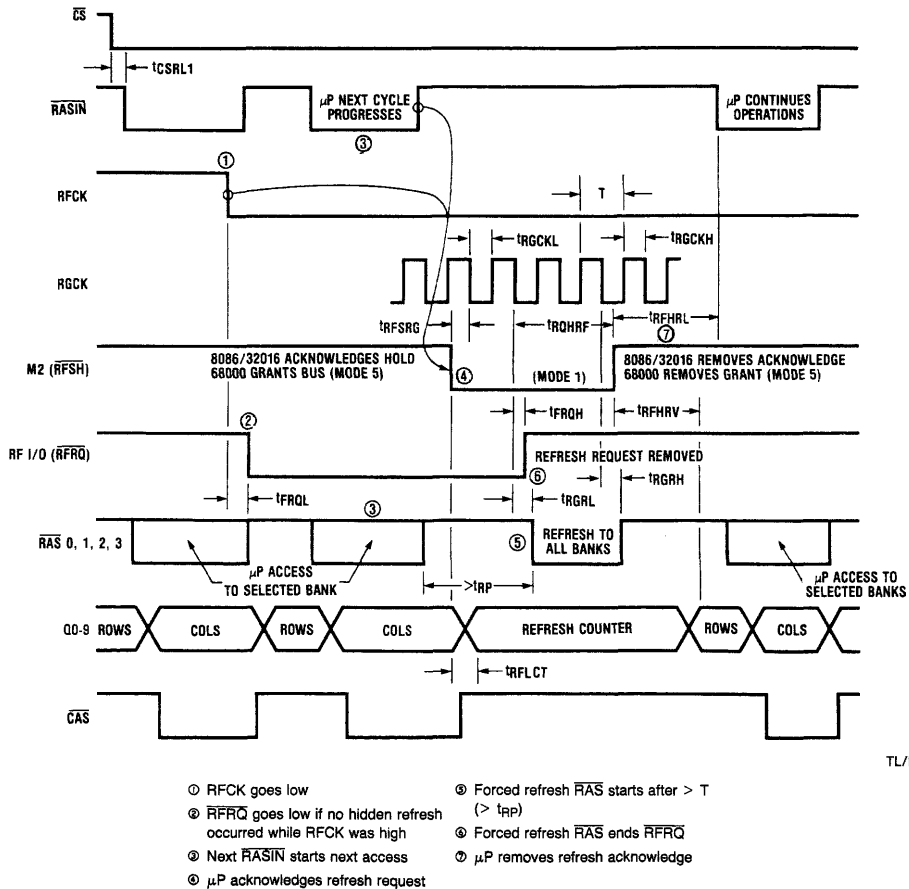 CS
tCSRL1
RASIN
μP NEXT CYCLE
PROGRESSES
μP CONTINUES
OPERATIONS
③
①
RFCK
T
tRGCKL
tRGCKH
RGCK
tRFSRG
tRQHRF
tRFHRL
⑦
M2 (RFSH)
8086/32016 ACKNOWLEDGES HOLD
68000 GRANTS BUS (MODE 5)
④
(MODE 1)
8086/32016 REMOVES ACKNOWLEDGE
68000 REMOVES GRANT (MODE 5)
tFRQH
tRFHRV
②
RF I/O (RFRQ)
REFRESH REQUEST REMOVED
⑥
tFRQL
③
tRGRL
tRGRH
RAS 0, 1, 2, 3
⑤
REFRESH TO
ALL BANKS
μP ACCESS
TO SELECTED BANK
>tRP
μP ACCESS TO
SELECTED BANKS
Q0-9
ROWS
COLS
ROWS
COLS
REFRESH COUNTER
ROWS
COLS
tRFLCT
CAS
TL/
① RFCK goes low
② RFRQ goes low if no hidden refresh
occurred while RFCK was high
③ Next RASIN starts next access
④ μP acknowledges refresh request
⑤ Forced refresh RAS starts after > T
(> tRP)
⑥ Forced refresh RAS ends RFRQ
⑦ μP removes refresh acknowledge